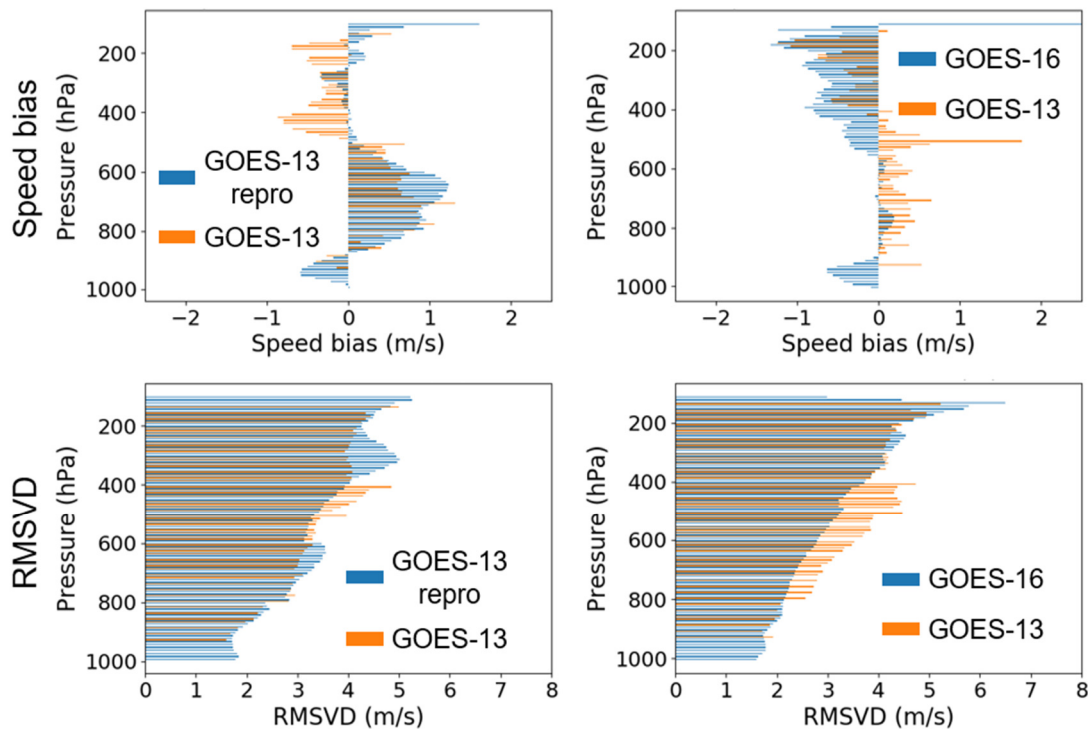 Speed bias
Pressure (hPa)
200
400
600
800
1000
GOES-13
repro
GOES-13
−2 −1 0 1 2
Speed bias (m/s)
Pressure (hPa)
200
400
600
800
1000
GOES-16
GOES-13
−2 −1 0 1 2
Speed bias (m/s)
RMSVD
Pressure (hPa)
200
400
600
800
1000
GOES-13
repro
GOES-13
0 1 2 3 4 5 6 7 8
RMSVD (m/s)
Pressure (hPa)
200
400
600
800
1000
GOES-16
GOES-13
0 1 2 3 4 5 6 7 8
RMSVD (m/s)